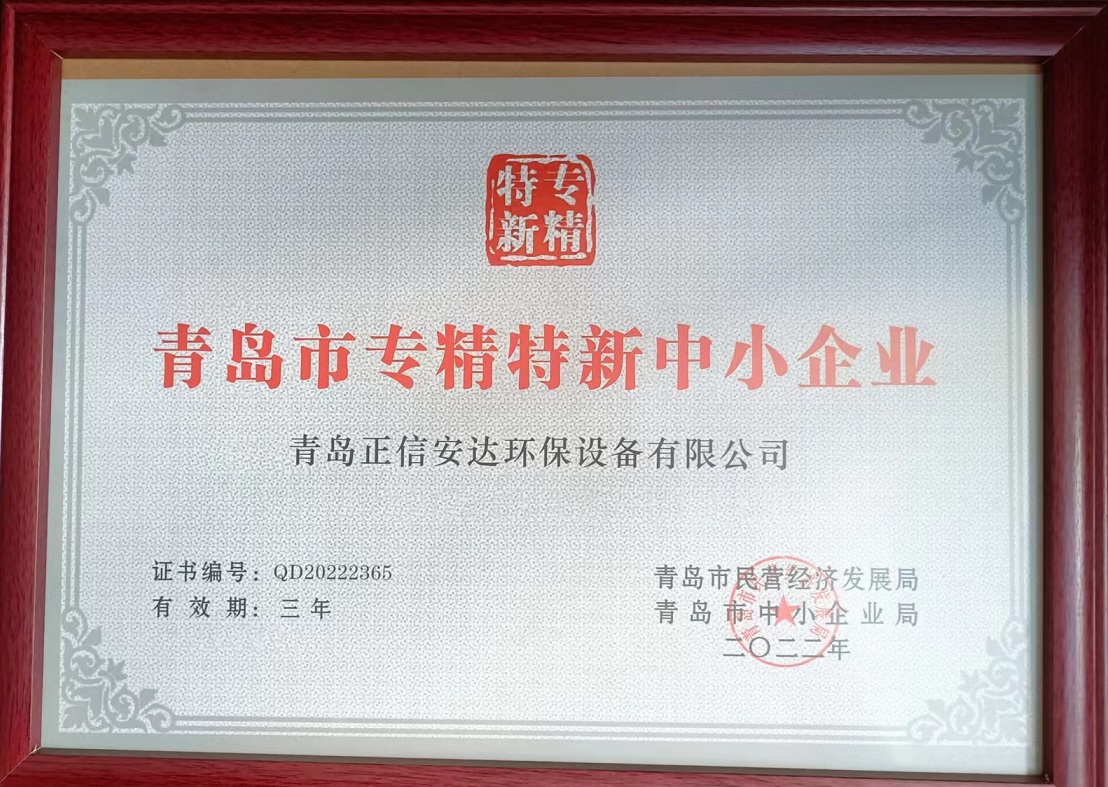 专精
特新
青岛市专精特新中小企业
青岛正信安达环保设备有限公司
证书编号：QD20222365
有效期：三年
青岛市民营经济发展局
青岛市中小企业局
二〇二二年